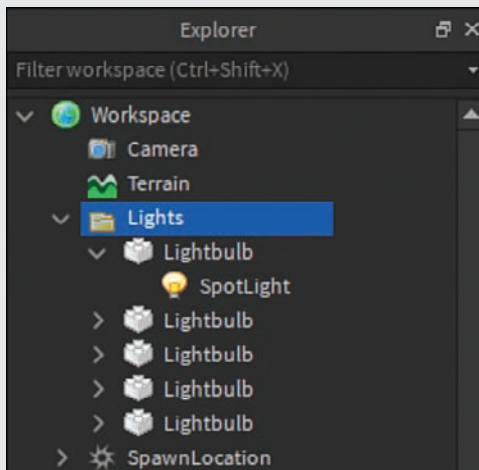 Explorer
Filter workspace (Ctrl+Shift+X)
Workspace
Camera
Terrain
Lights
Lightbulb
SpotLight
Lightbulb
Lightbulb
Lightbulb
Lightbulb
SpawnLocation